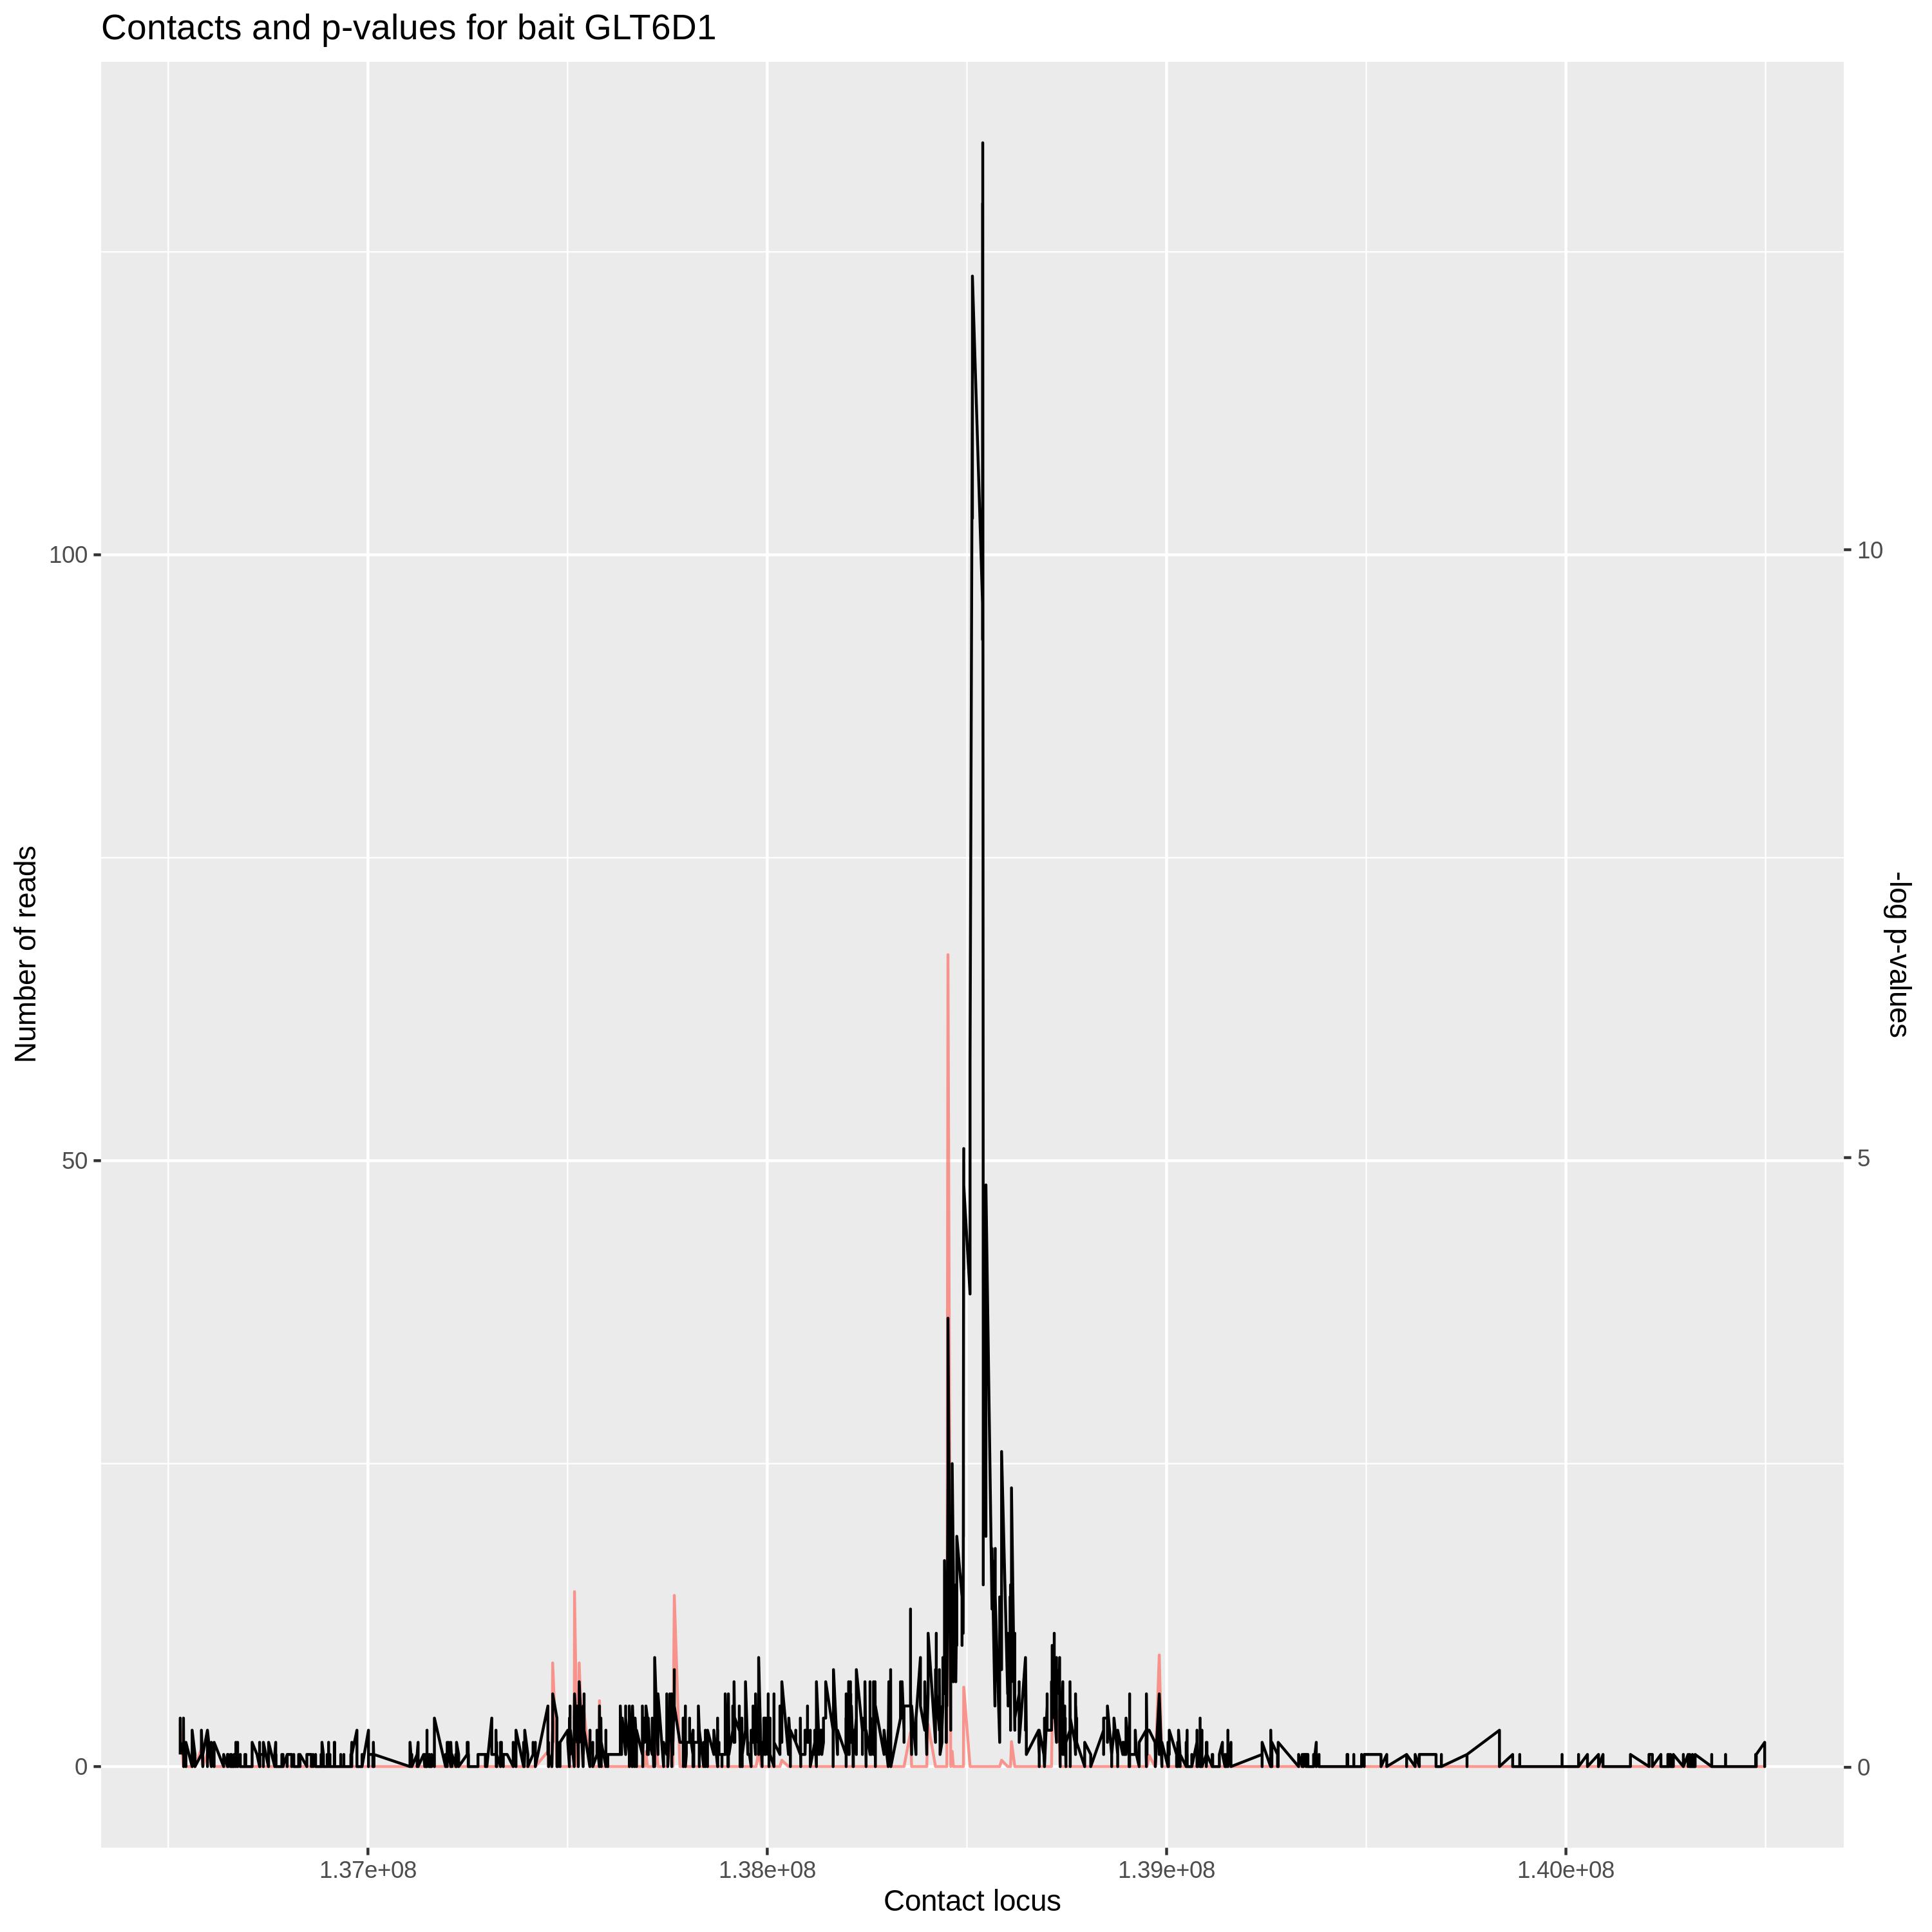 Contacts and p-values for bait GLT6D1
100
50
0
Number of reads
10
5
0
-log p-values
1.37e+08
1.38e+08
1.39e+08
1.40e+08
Contact locus